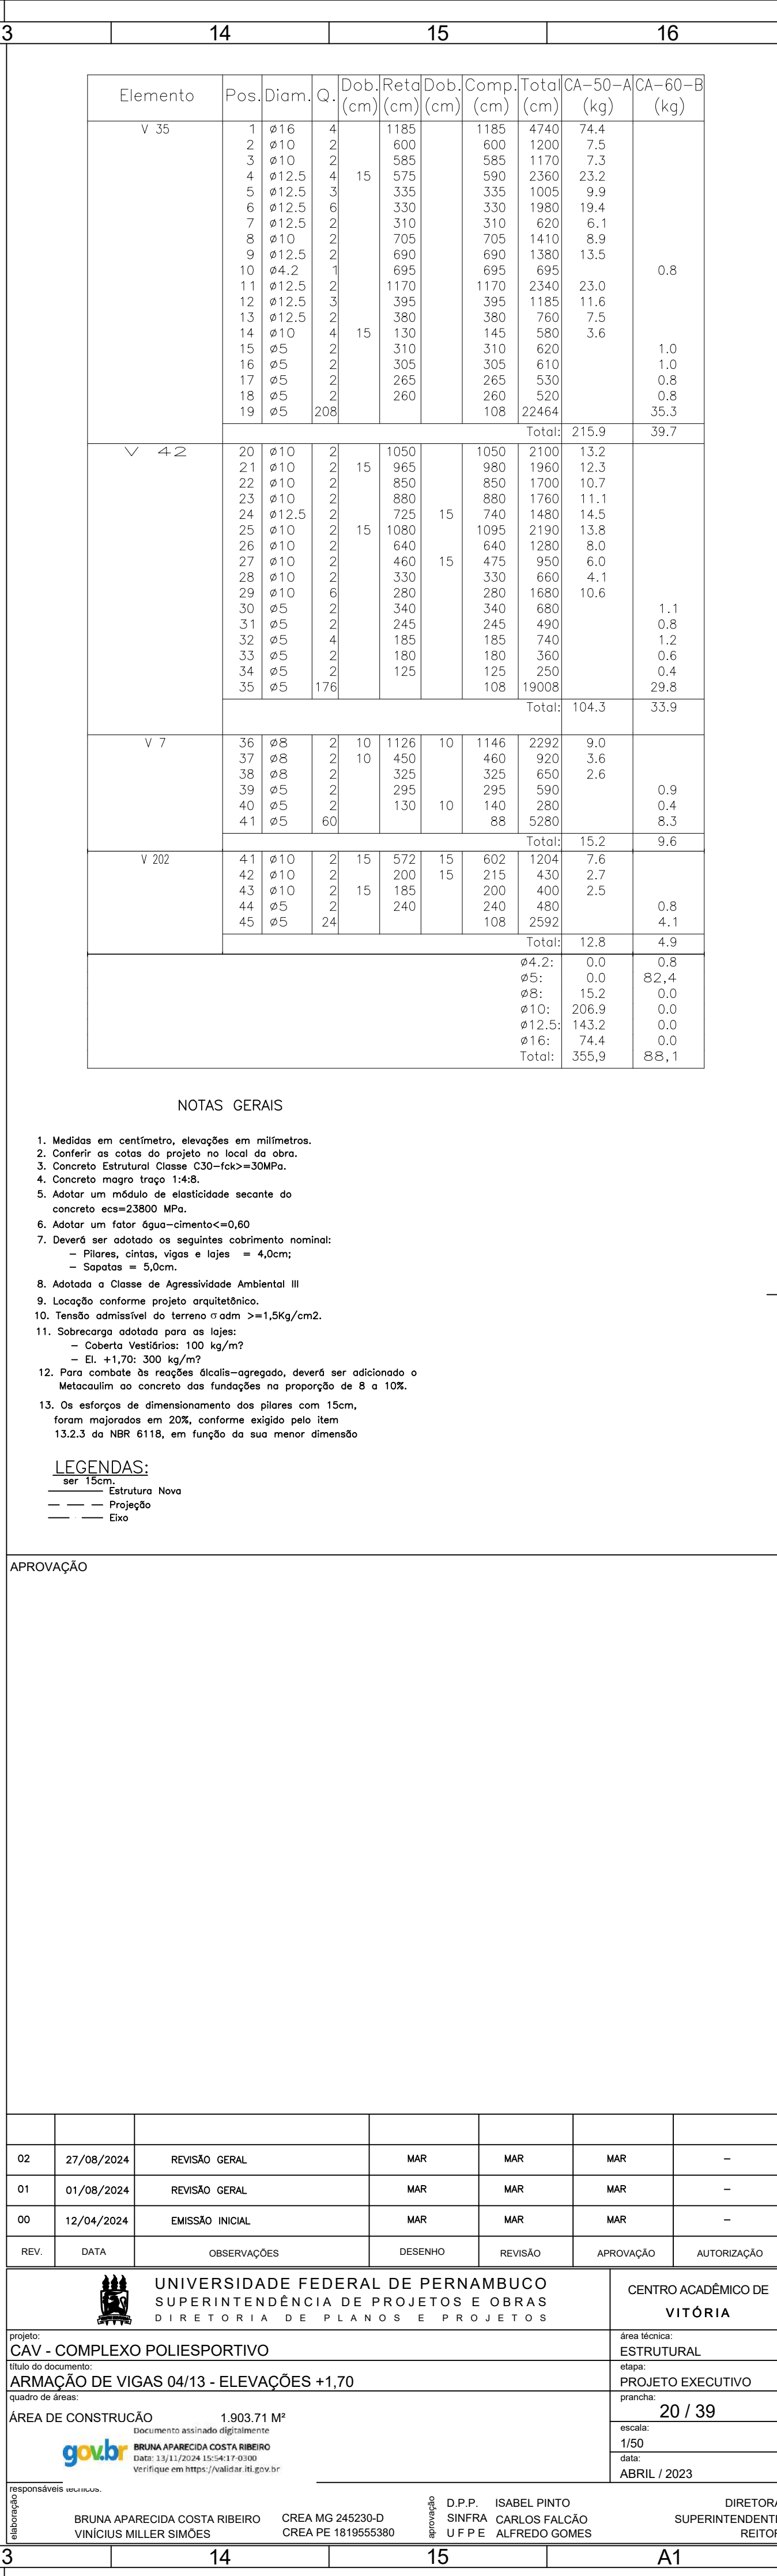 3 14 15 16
Elemento Pos. Diam. Q. Dob. (cm) Reta (cm) Dob. (cm) Comp. (cm) Total (cm) CA-50-A (kg) CA-60-B (kg)
V 35 1 ø16 4 1185 1185 4740 74.4
2 ø10 2 600 600 1200 7.5
3 ø10 2 585 585 1170 7.3
4 ø12.5 4 15 575 590 2360 23.2
5 ø12.5 3 335 335 1005 9.9
6 ø12.5 6 330 330 1980 19.4
7 ø12.5 2 310 310 620 6.1
8 ø10 2 705 705 1410 8.9
9 ø12.5 2 690 690 1380 13.5
10 ø4.2 1 695 695 695 0.8
11 ø12.5 2 1170 1170 2340 23.0
12 ø12.5 3 395 395 1185 11.6
13 ø12.5 2 380 380 760 7.5
14 ø10 4 15 130 145 580 3.6
15 ø5 2 310 310 620 1.0
16 ø5 2 305 305 610 1.0
17 ø5 2 265 265 530 0.8
18 ø5 2 260 260 520 0.8
19 ø5 208 108 22464 35.3
Total: 215.9 39.7
V 42 20 ø10 2 1050 1050 2100 13.2
21 ø10 2 15 965 980 1960 12.3
22 ø10 2 850 850 1700 10.7
23 ø10 2 880 880 1760 11.1
24 ø12.5 2 725 15 740 1480 14.5
25 ø10 2 15 1080 1095 2190 13.8
26 ø10 2 640 640 1280 8.0
27 ø10 2 460 15 475 950 6.0
28 ø10 2 330 330 660 4.1
29 ø10 6 280 280 1680 10.6
30 ø5 2 340 340 680 1.1
31 ø5 2 245 245 490 0.8
32 ø5 4 185 185 740 1.2
33 ø5 2 180 180 360 0.6
34 ø5 2 125 125 250 0.4
35 ø5 176 108 19008 29.8
Total: 104.3 33.9
V 7 36 ø8 2 10 1126 10 1146 2292 9.0
37 ø8 2 10 450 460 920 3.6
38 ø8 2 325 325 650 2.6
39 ø5 2 295 295 590 0.9
40 ø5 2 130 10 140 280 0.4
41 ø5 60 88 5280 8.3
Total: 15.2 9.6
V 202 41 ø10 2 15 572 15 602 1204 7.6
42 ø10 2 200 15 215 430 2.7
43 ø10 2 15 185 200 400 2.5
44 ø5 2 240 240 480 0.8
45 ø5 24 108 2592 4.1
Total: 12.8 4.9
ø4.2: 0.0 0.8
ø5: 0.0 82,4
ø8: 15.2 0.0
ø10: 206.9 0.0
ø12.5: 143.2 0.0
ø16: 74.4 0.0
Total: 355,9 88,1
NOTAS GERAIS
1. Medidas em centímetro, elevações em milímetros.
2. Conferir as cotas do projeto no local da obra.
3. Concreto Estrutural Classe C30-fck>=30MPa.
4. Concreto magro traço 1:4:8.
5. Adotar um módulo de elasticidade secante do
concreto ecs=23800 MPa.
6. Adotar um fator água-cimento<=0,60
7. Deverá ser adotado os seguintes cobrimento nominal:
- Pilares, cintas, vigas e lajes = 4,0cm;
- Sapatas = 5,0cm.
8. Adotada a Classe de Agressividade Ambiental III
9. Locação conforme projeto arquitetônico.
10. Tensão admissível do terreno σ adm >=1,5Kg/cm2.
11. Sobrecarga adotada para as lajes:
- Coberta Vestiários: 100 kg/m?
- El. +1,70: 300 kg/m?
12. Para combate às reações álcalis-agregado, deverá ser adicionado o
Metacaulim ao concreto das fundações na proporção de 8 a 10%.
13. Os esforços de dimensionamento dos pilares com 15cm,
foram majorados em 20%, conforme exigido pelo item
13.2.3 da NBR 6118, em função da sua menor dimensão
LEGENDAS:
ser 15cm.
Estrutura Nova
Projeção
Eixo
APROVAÇÃO
02 27/08/2024 REVISÃO GERAL MAR MAR MAR -
01 01/08/2024 REVISÃO GERAL MAR MAR MAR -
00 12/04/2024 EMISSÃO INICIAL MAR MAR MAR -
REV. DATA OBSERVAÇÕES DESENHO REVISÃO APROVAÇÃO AUTORIZAÇÃO
UNIVERSIDADE FEDERAL DE PERNAMBUCO
SUPERINTENDÊNCIA DE PROJETOS E OBRAS
DIRETORIA DE PLANOS E PROJETOS
CENTRO ACADÊMICO DE
VITÓRIA
projeto:
CAV - COMPLEXO POLIESPORTIVO
área técnica:
ESTRUTURAL
título do documento:
ARMAÇÃO DE VIGAS 04/13 - ELEVAÇÕES +1,70
etapa:
PROJETO EXECUTIVO
quadro de áreas:
ÁREA DE CONSTRUCÃO 1.903.71 M²
prancha:
20 / 39
escala:
1/50
data:
ABRIL / 2023
Documento assinado digitalmente
gov.br BRUNA APARECIDA COSTA RIBEIRO
Data: 13/11/2024 15:54:17-0300
Verifique em https://validar.iti.gov.br
responsáveis técnicos:
elaboração
BRUNA APARECIDA COSTA RIBEIRO CREA MG 245230-D
VINÍCIUS MILLER SIMÕES CREA PE 1819555380
aprovação
D.P.P. ISABEL PINTO DIRETORA
SINFRA CARLOS FALCÃO SUPERINTENDENTE
UFPE ALFREDO GOMES REITOR
3 14 15 A1